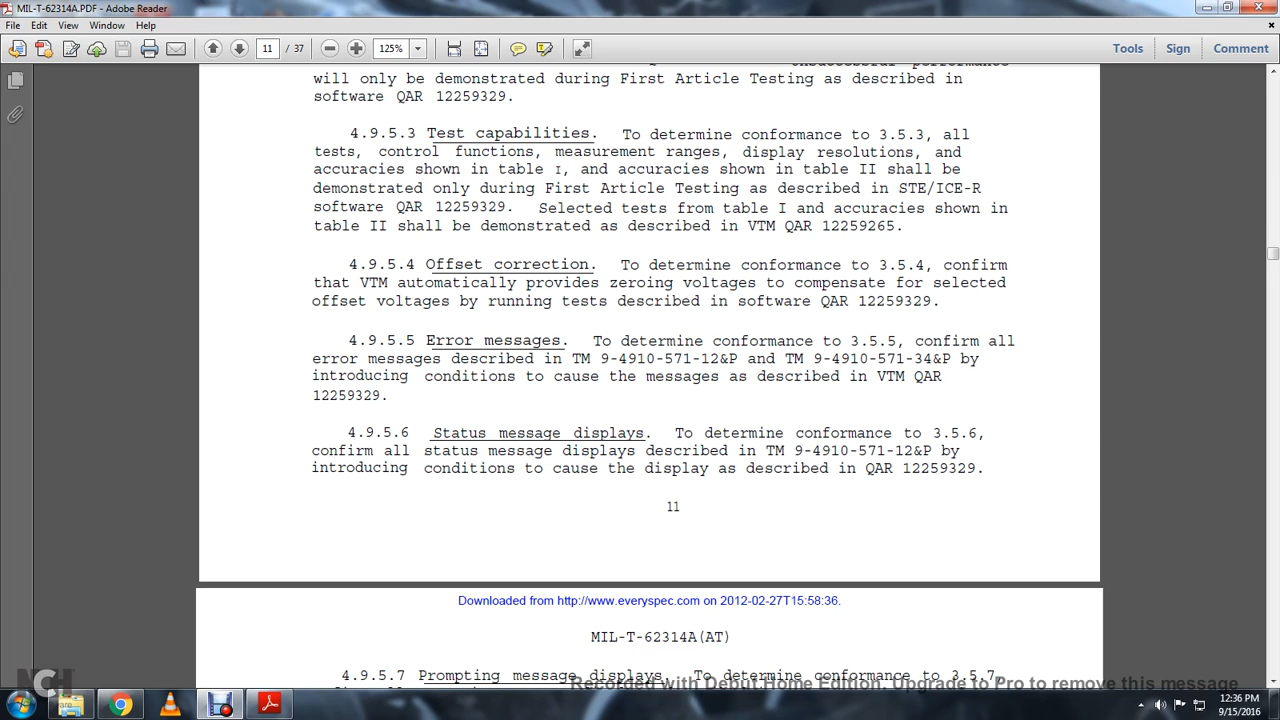 MIL-T-62314A.PDF - Adobe Reader
File Edit View Window Help
11 / 37 125% Tools Sign Comment
unsuccessful performance
will only be demonstrated during First Article Testing as described in
software QAR 12259329.
4.9.5.3 Test capabilities. To determine conformance to 3.5.3, all
tests, control functions, measurement ranges, display resolutions, and
accuracies shown in table I, and accuracies shown in table II shall be
demonstrated only during First Article Testing as described in STE/ICE-R
software QAR 12259329. Selected tests from table I and accuracies shown in
table II shall be demonstrated as described in VTM QAR 12259265.
4.9.5.4 Offset correction. To determine conformance to 3.5.4, confirm
that VTM automatically provides zeroing voltages to compensate for selected
offset voltages by running tests described in software QAR 12259329.
4.9.5.5 Error messages. To determine conformance to 3.5.5, confirm all
error messages described in TM 9-4910-571-12&P and TM 9-4910-571-34&P by
introducing conditions to cause the messages as described in VTM QAR
12259329.
4.9.5.6 Status message displays. To determine conformance to 3.5.6,
confirm all status message displays described in TM 9-4910-571-12&P by
introducing conditions to cause the display as described in QAR 12259329.
11
Downloaded from http://www.everyspec.com on 2012-02-27T15:58:36.
MIL-T-62314A(AT)
4.9.5.7 Prompting message displays. To determine conformance to 3.5.7,
Recorded with Debut Home Edition. Upgrade to Pro to remove this message
NCH
12:36 PM
9/15/2016